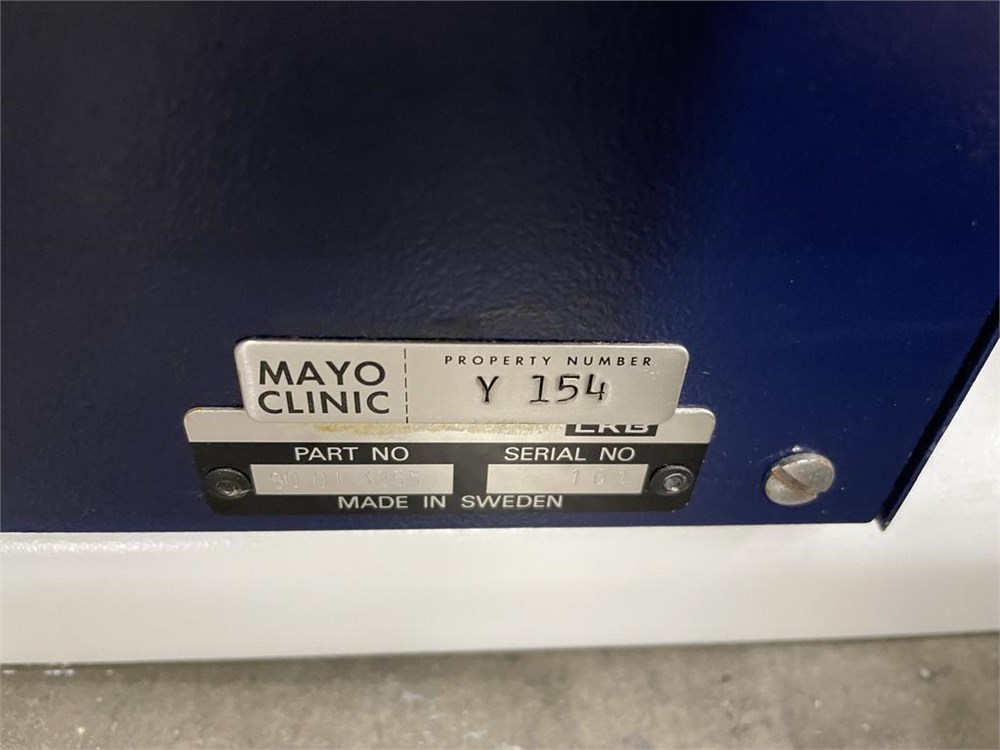 MAYO
CLINIC
PROPERTY NUMBER
Y 154
LKB
PART NO
SERIAL NO
MADE IN SWEDEN